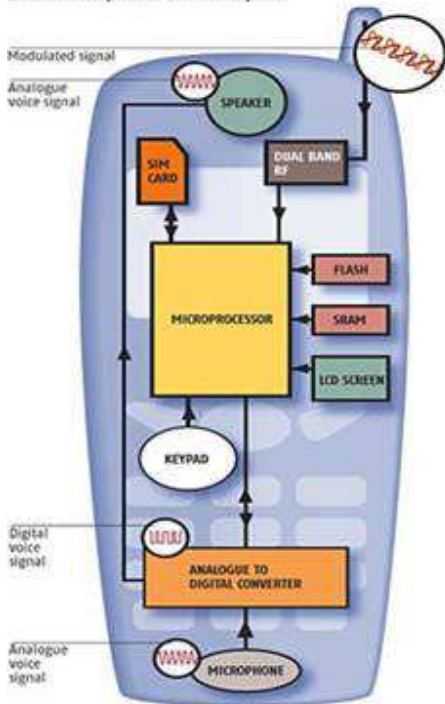 Modulated signal
Analogue
voice signal
SPEAKER
SIM
CARD
DUAL BAND
RF
MICROPROCESSOR
FLASH
SRAM
LCD SCREEN
KEYPAD
Digital
voice
signal
ANALOGUE TO
DIGITAL CONVERTER
Analogue
voice
signal
MICROPHONE